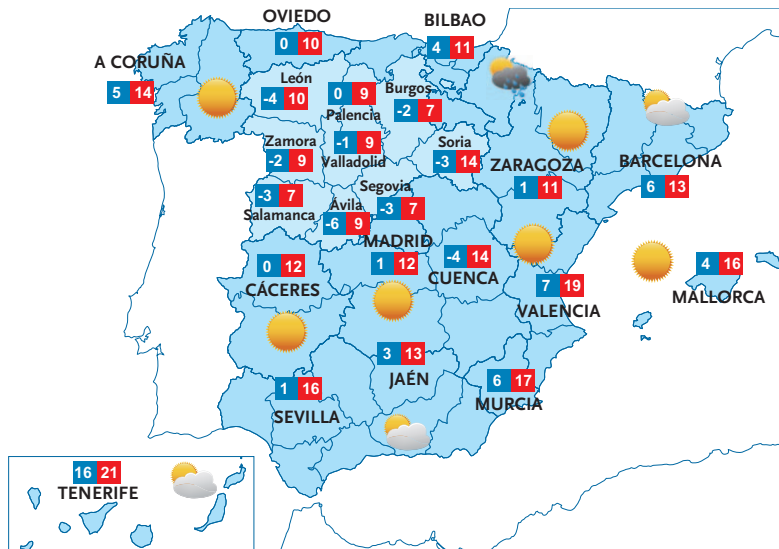 OVIEDO
0 10
BILBAO
4 11
A CORUÑA
5 14
León
-4 10
0 9
Palencia
Burgos
-2 7
Zamora
-2 9
-1 9
Valladolid
Soria
-3 14
ZARAGOZA
1 11
BARCELONA
6 13
-3 7
Salamanca
Ávila
-6 9
Segovia
-3 7
MADRID
1 12
-4 14
CUENCA
0 12
CÁCERES
7 19
VALENCIA
4 16
MALLORCA
3 13
JAÉN
1 16
SEVILLA
6 17
MURCIA
16 21
TENERIFE